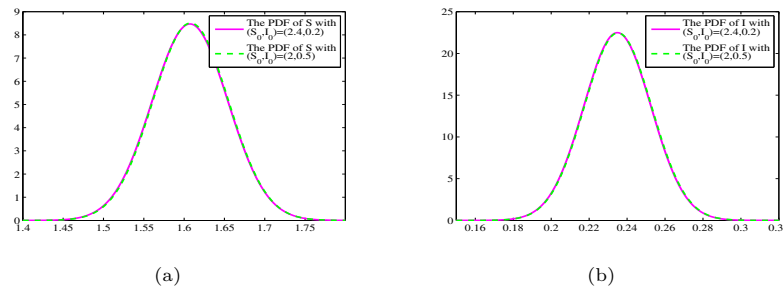 9
8
7
6
5
4
3
2
1
0
1.4 1.45 1.5 1.55 1.6 1.65 1.7 1.75
The PDF of S with
(S₀,I₀)=(2.4,0.2)
The PDF of S with
(S₀,I₀)=(2,0.5)
(a)
25
20
15
10
5
0
0.16 0.18 0.2 0.22 0.24 0.26 0.28 0.3 0.3
The PDF of I with
(S₀,I₀)=(2.4,0.2)
The PDF of I with
(S₀,I₀)=(2,0.5)
(b)